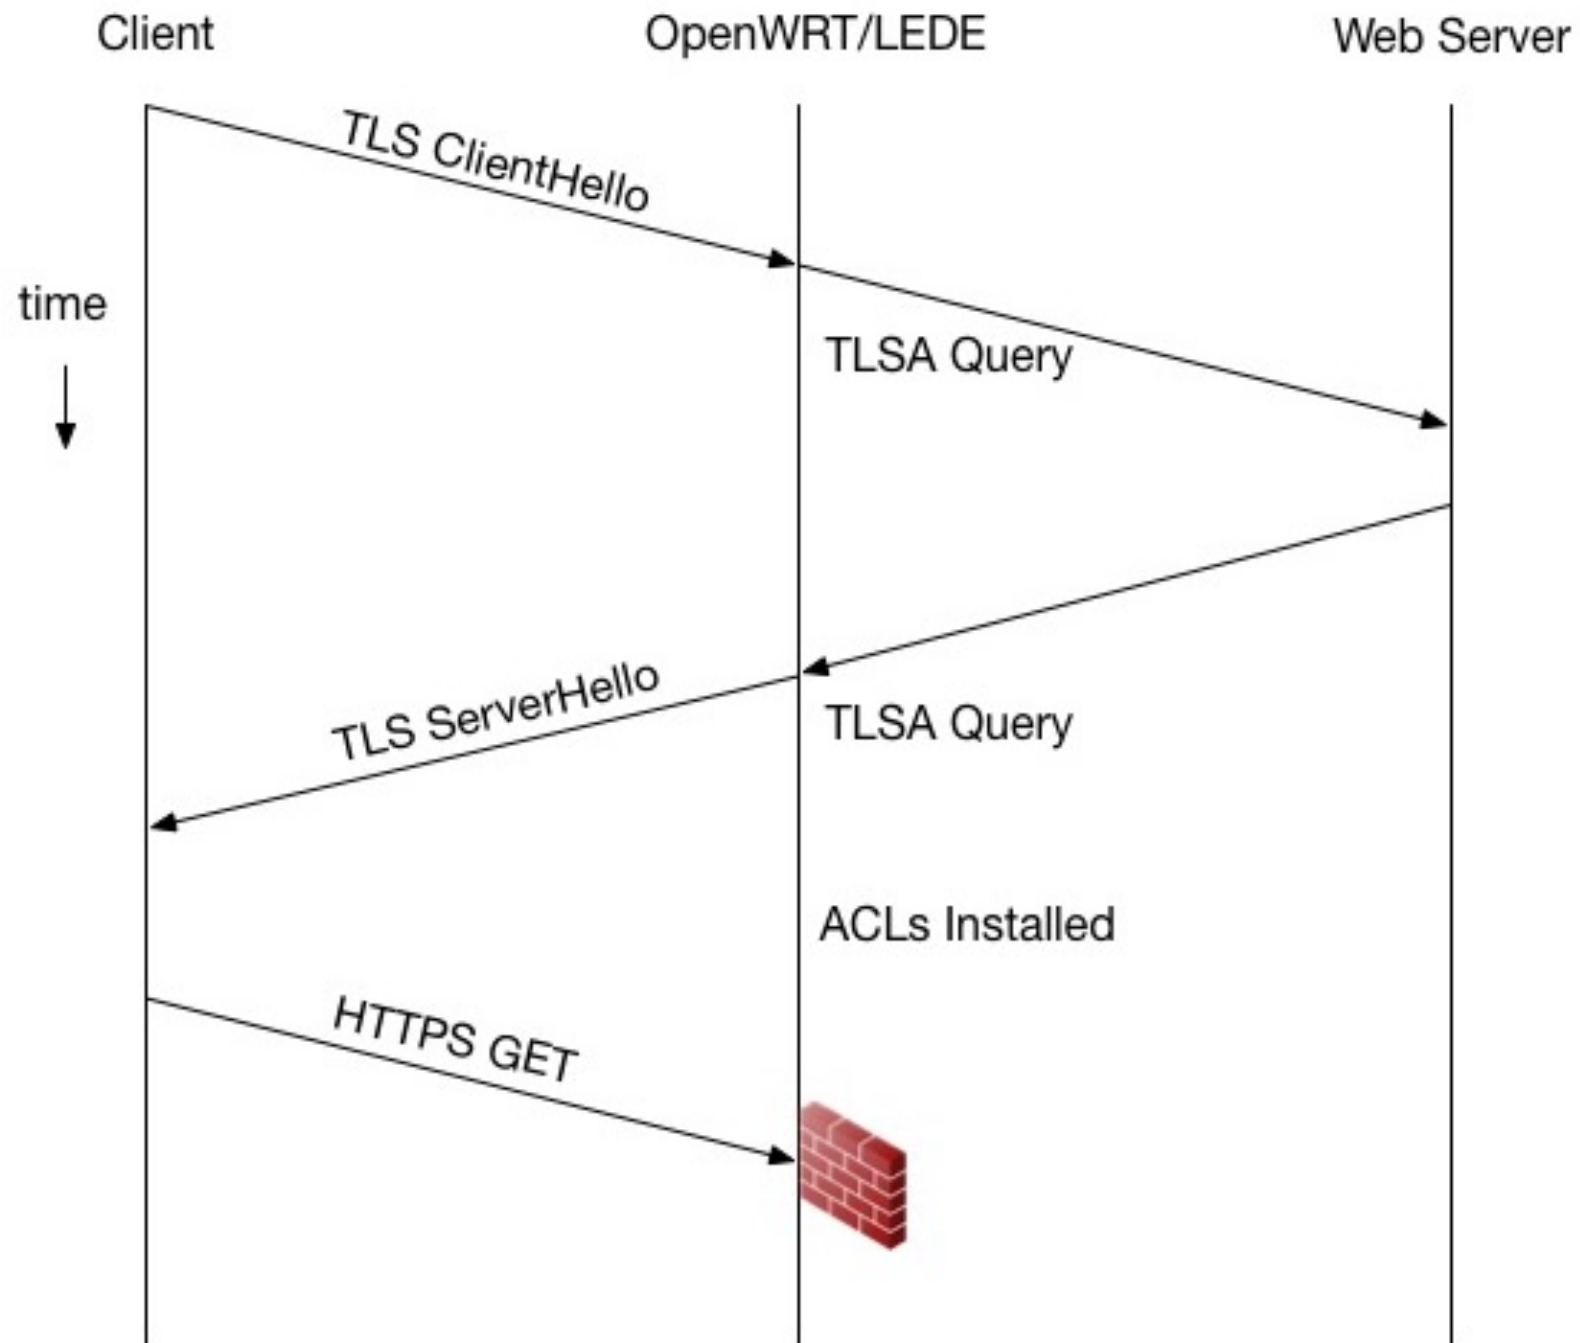 Client
OpenWRT/LEDE
Web Server
TLS ClientHello
time
TLSA Query
TLS ServerHello
TLSA Query
ACLs Installed
HTTPS GET